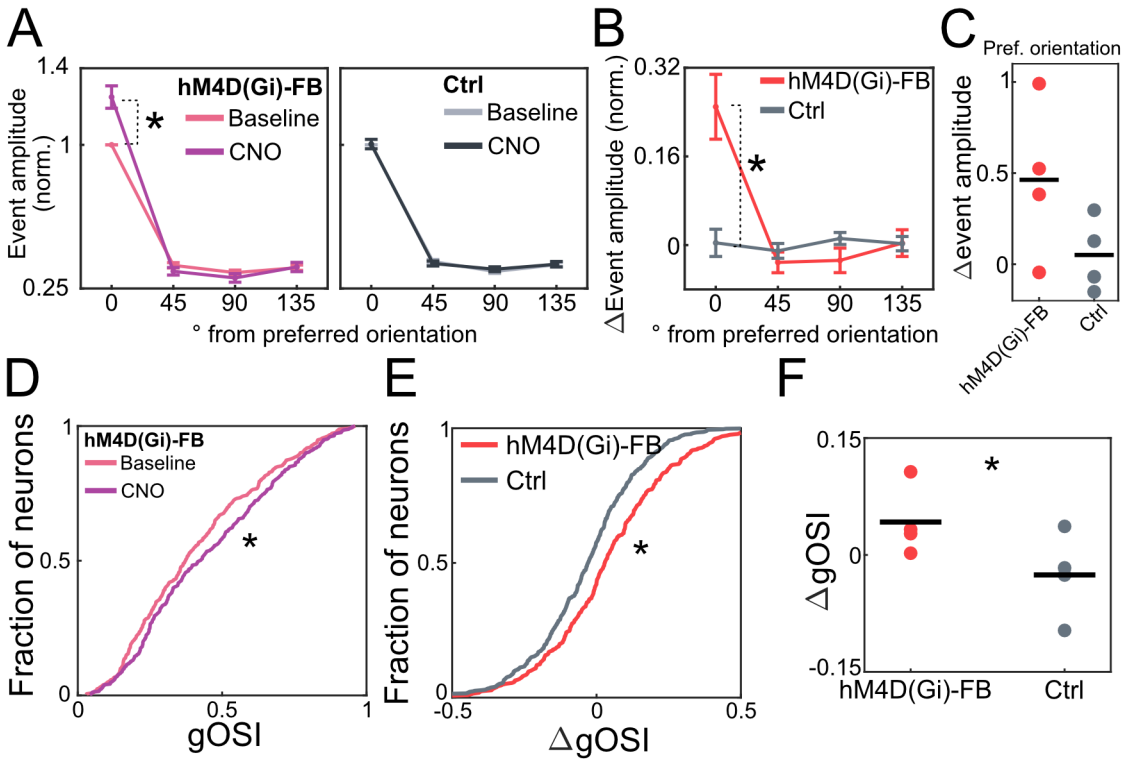 A
1.4
1
0.25
Event amplitude
(norm.)
hM4D(Gi)-FB
Baseline
CNO
*
0 45 90 135
Ctrl
Baseline
CNO
0 45 90 135
° from preferred orientation
B
0.32
0.16
0
ΔEvent amplitude (norm.)
hM4D(Gi)-FB
Ctrl
*
0 45 90 135
° from preferred orientation
C
Pref. orientation
1
0.5
0
Δevent amplitude
hM4D(Gi)-FB
Ctrl
D
1
0.5
0
Fraction of neurons
hM4D(Gi)-FB
Baseline
CNO
*
0 0.5 1
gOSI
E
1
0.5
0
Fraction of neurons
hM4D(Gi)-FB
Ctrl
*
-0.5 0 0.5
ΔgOSI
F
0.15
0
-0.15
ΔgOSI
*
hM4D(Gi)-FB Ctrl